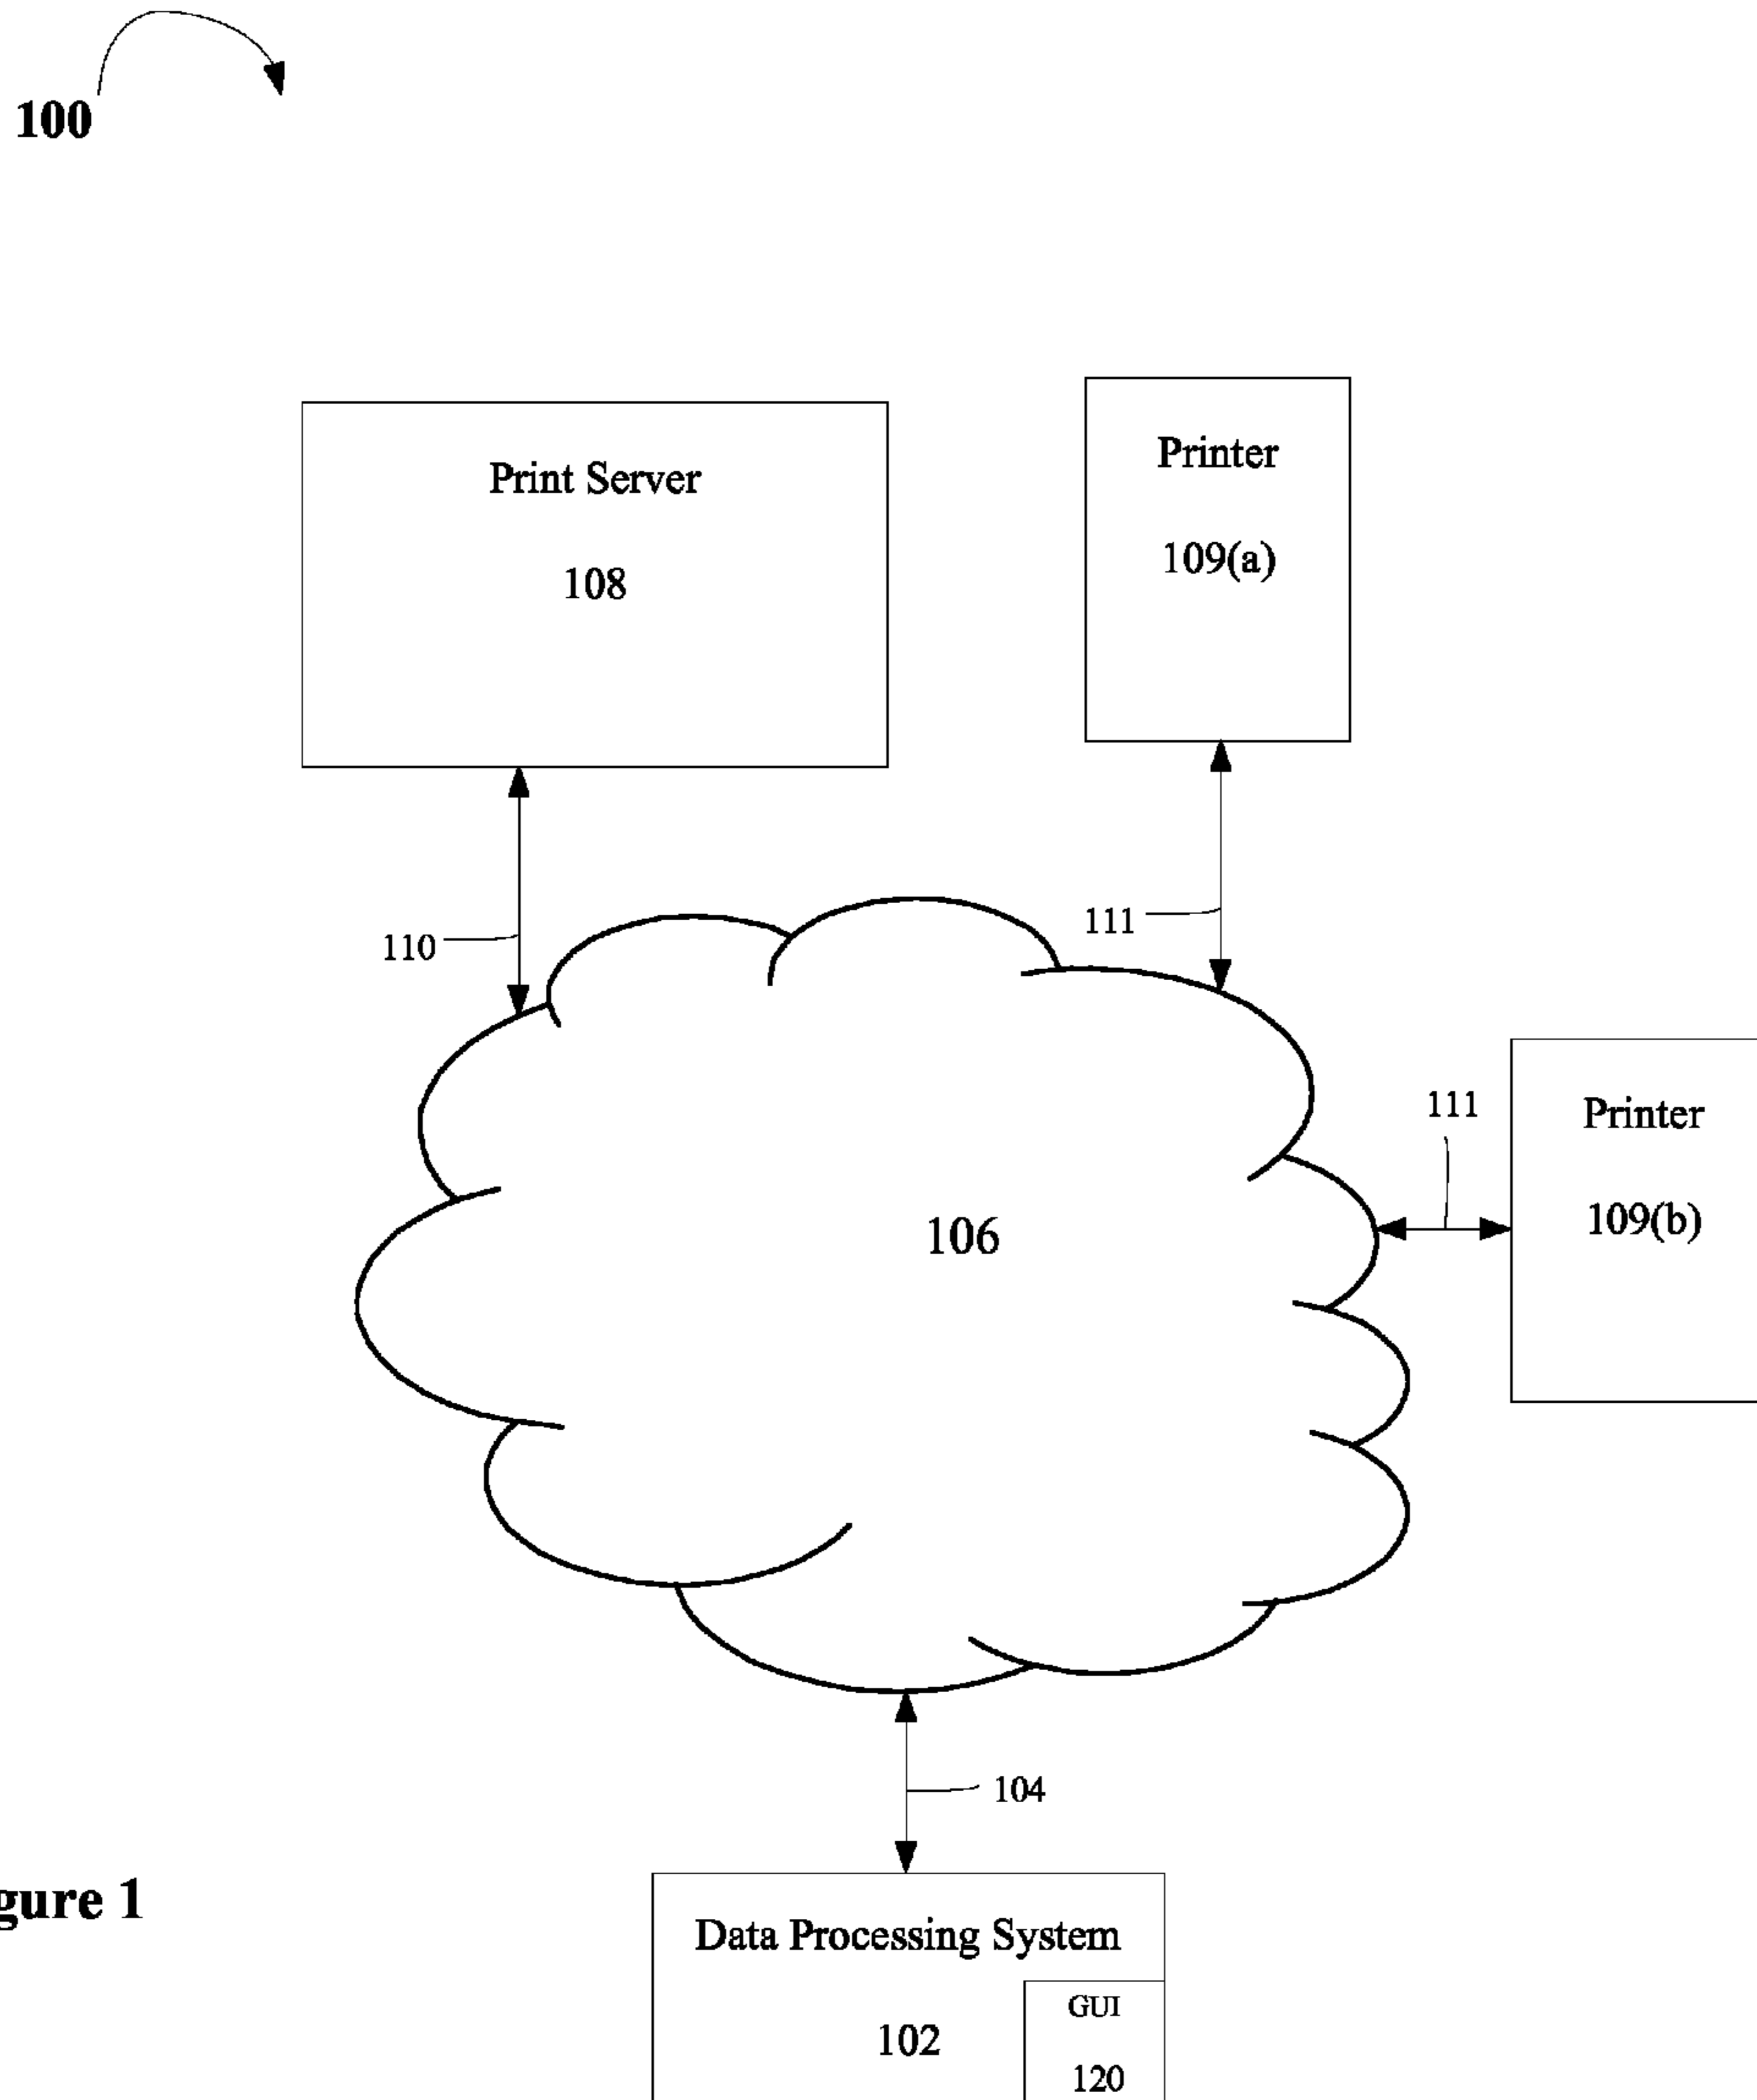 100
Print Server
108
Printer
109(a)
110
111
111
Printer
109(b)
106
104
gure 1
Data Processing System
102
GUI
120